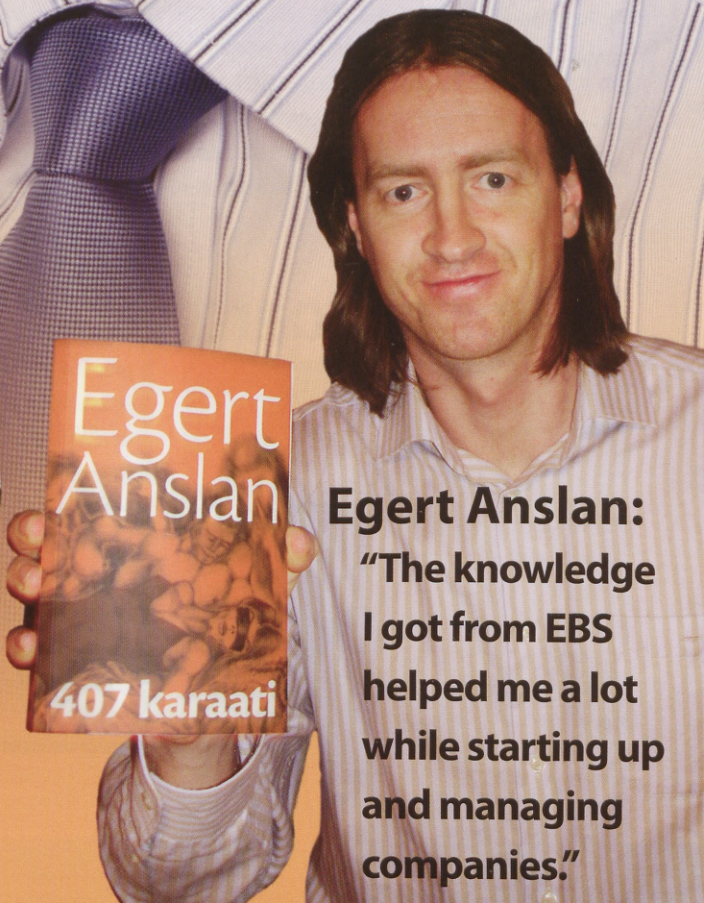 Egert
Anslan
407 karaati
Egert Anslan:
“The knowledge
I got from EBS
helped me a lot
while starting up
and managing
companies.”